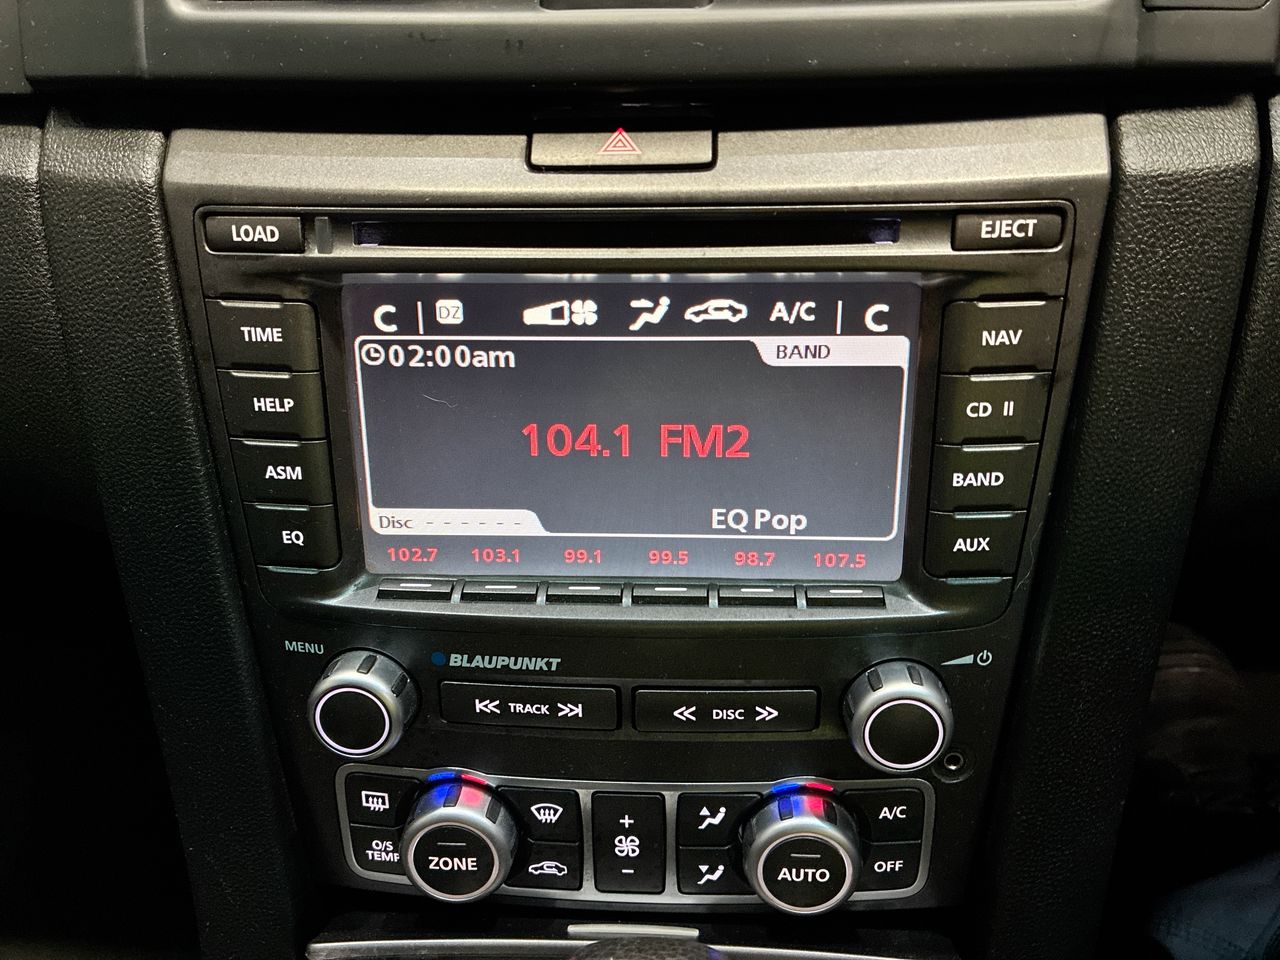 LOAD
EJECT
C | DZ A/C | C
TIME
NAV
02:00am
BAND
HELP
CD II
104.1 FM2
ASM
BAND
EQ
AUX
Disc - - - - - -
EQ Pop
102.7 103.1 99.1 99.5 98.7 107.5
MENU
BLAUPUNKT
TRACK
DISC
O/S
TEMP
ZONE
+
-
AUTO
A/C
OFF